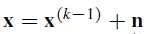 x = x^(k−1) + n